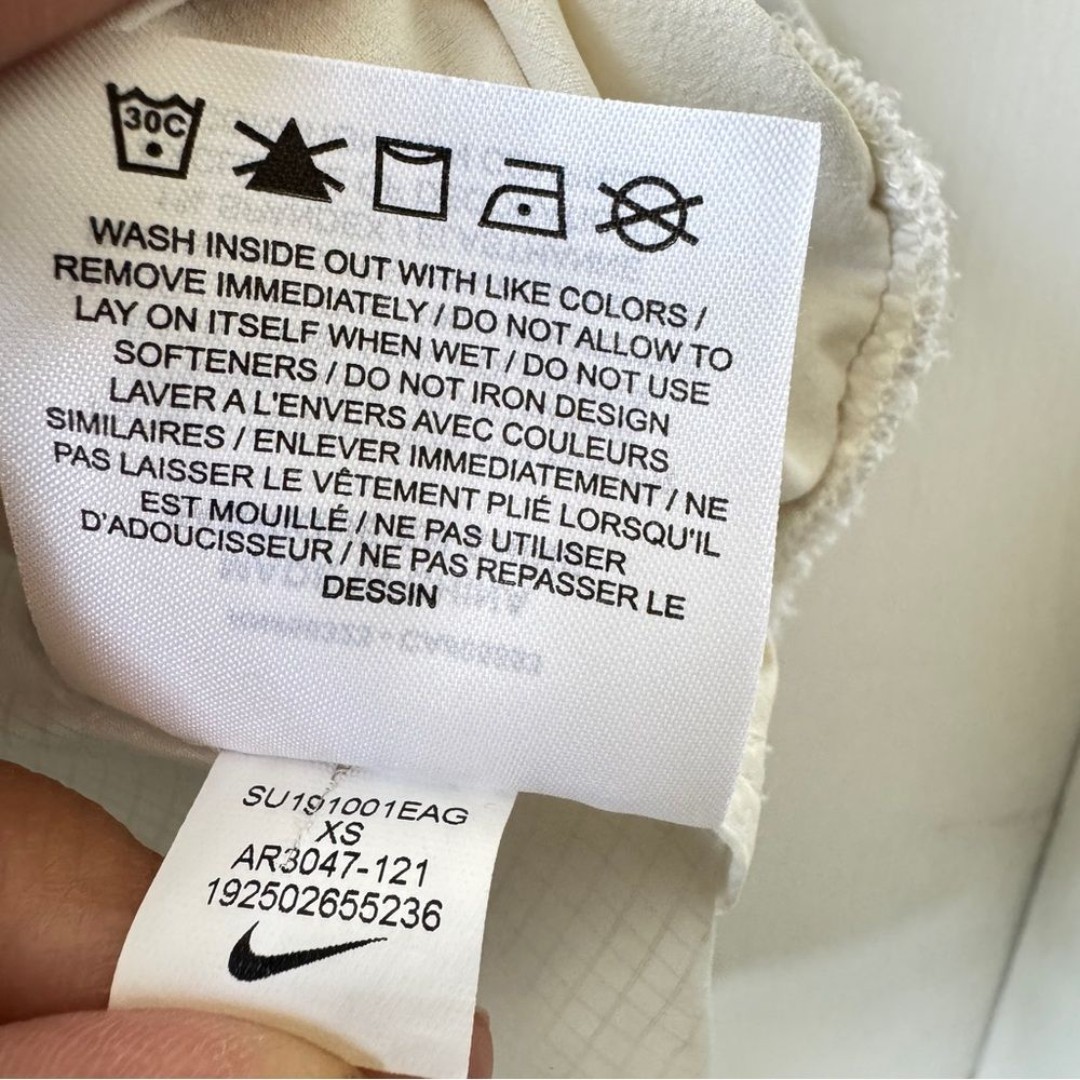 30C
WASH INSIDE OUT WITH LIKE COLORS /
REMOVE IMMEDIATELY / DO NOT ALLOW TO
LAY ON ITSELF WHEN WET / DO NOT USE
SOFTENERS / DO NOT IRON DESIGN
LAVER A L'ENVERS AVEC COULEURS
SIMILAIRES / ENLEVER IMMEDIATEMENT / NE
PAS LAISSER LE VÊTEMENT PLIÉ LORSQU'IL
EST MOUILLÉ / NE PAS UTILISER
D'ADOUCISSEUR / NE PAS REPASSER LE
DESSIN
SU191001EAG
XS
AR3047-121
192502655236